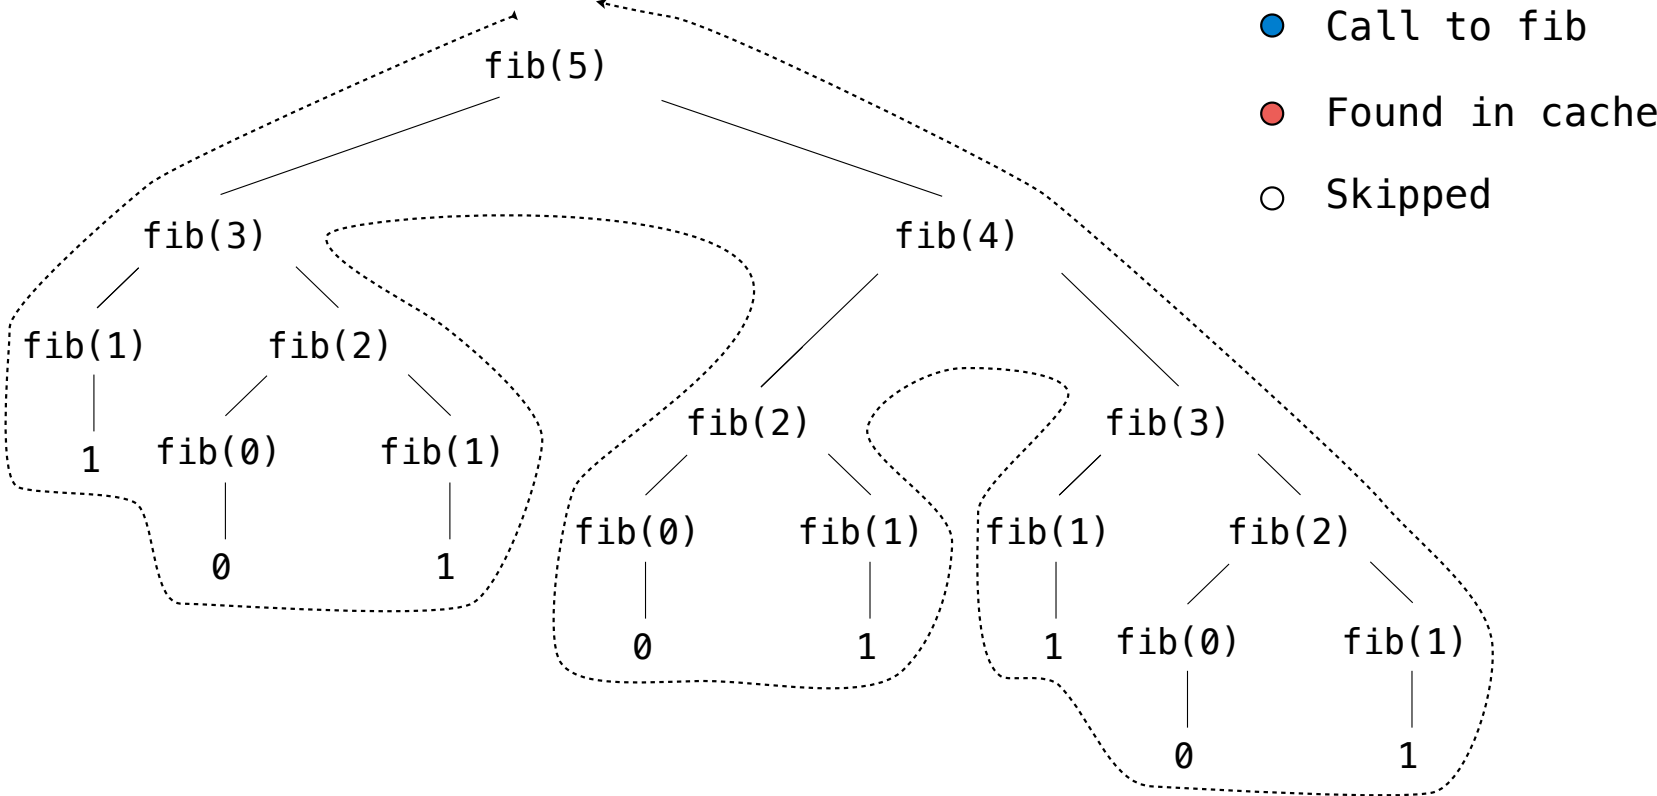 Call to fib
fib(5)
Found in cache
Skipped
fib(3) fib(4)
fib(1) fib(2)
fib(2) fib(3)
1 fib(0) fib(1)
fib(0) fib(1) fib(1) fib(2)
0 1
0 1 1 fib(0) fib(1)
0 1